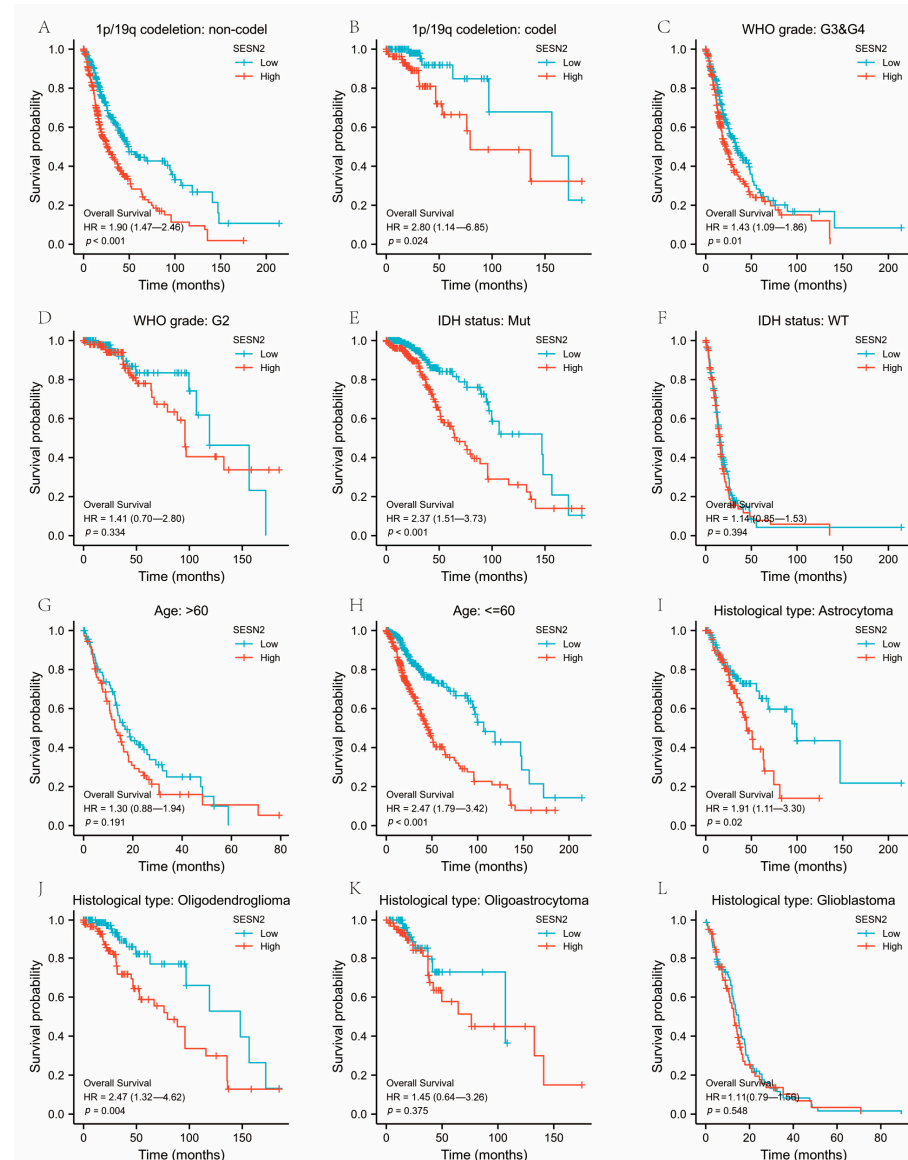 A
1p/19q codeletion: non-codel
SESN2
Low
High
Survival probability
1.0
0.8
0.6
0.4
0.2
0.0
Overall Survival
HR = 1.90 (1.47—2.46)
p < 0.001
0 50 100 150 200
Time (months)
B
1p/19q codeletion: codel
SESN2
Low
High
Survival probability
1.0
0.8
0.6
0.4
0.2
0.0
Overall Survival
HR = 2.80 (1.14—6.85)
p = 0.024
0 50 100 150
Time (months)
C
WHO grade: G3&G4
SESN2
Low
High
Survival probability
1.0
0.8
0.6
0.4
0.2
0.0
Overall Survival
HR = 1.43 (1.09—1.86)
p = 0.01
0 50 100 150 200
Time (months)
D
WHO grade: G2
SESN2
Low
High
Survival probability
1.0
0.8
0.6
0.4
0.2
0.0
Overall Survival
HR = 1.41 (0.70—2.80)
p = 0.334
0 50 100 150
Time (months)
E
IDH status: Mut
SESN2
Low
High
Survival probability
1.0
0.8
0.6
0.4
0.2
0.0
Overall Survival
HR = 2.37 (1.51—3.73)
p < 0.001
0 50 100 150
Time (months)
F
IDH status: WT
SESN2
Low
High
Survival probability
1.0
0.8
0.6
0.4
0.2
0.0
Overall Survival
HR = 1.14 (0.85—1.53)
p = 0.394
0 50 100 150 200
Time (months)
G
Age: >60
SESN2
Low
High
Survival probability
1.0
0.8
0.6
0.4
0.2
0.0
Overall Survival
HR = 1.30 (0.88—1.94)
p = 0.191
0 20 40 60 80
Time (months)
H
Age: <=60
SESN2
Low
High
Survival probability
1.0
0.8
0.6
0.4
0.2
0.0
Overall Survival
HR = 2.47 (1.79—3.42)
p < 0.001
0 50 100 150 200
Time (months)
I
Histological type: Astrocytoma
SESN2
Low
High
Survival probability
1.0
0.8
0.6
0.4
0.2
0.0
Overall Survival
HR = 1.91 (1.11—3.30)
p = 0.02
0 50 100 150 200
Time (months)
J
Histological type: Oligodendroglioma
SESN2
Low
High
Survival probability
1.0
0.8
0.6
0.4
0.2
0.0
Overall Survival
HR = 2.47 (1.32—4.62)
p = 0.004
0 50 100 150
Time (months)
K
Histological type: Oligoastrocytoma
SESN2
Low
High
Survival probability
1.0
0.8
0.6
0.4
0.2
0.0
Overall Survival
HR = 1.45 (0.64—3.26)
p = 0.375
0 50 100 150
Time (months)
L
Histological type: Glioblastoma
SESN2
Low
High
Survival probability
1.0
0.8
0.6
0.4
0.2
0.0
Overall Survival
HR =1.11(0.79—1.56)
p = 0.548
0 20 40 60 80
Time (months)